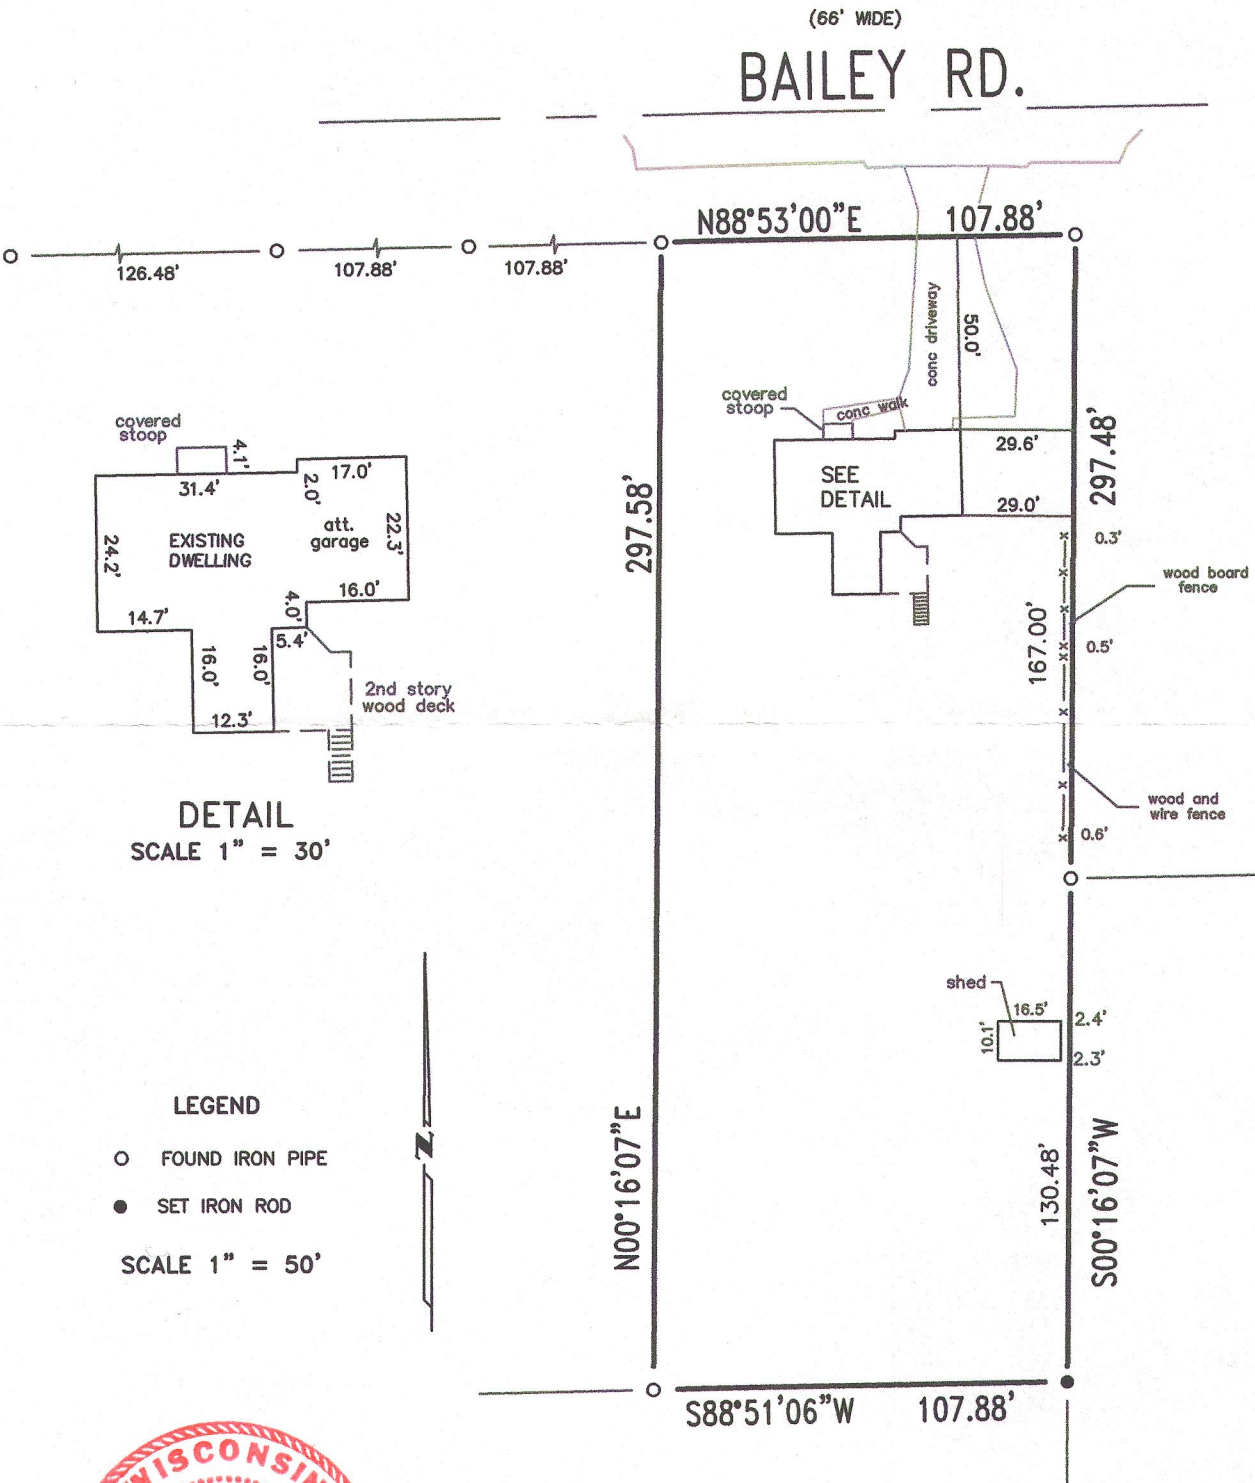 (66' WIDE)
BAILEY RD.
N88°53'00"E 107.88'
126.48'
107.88'
107.88'
conc driveway
50.0'
covered
stoop
conc walk
29.6'
SEE
DETAIL
29.0'
297.48'
297.58'
0.3'
wood board
fence
167.00'
0.5'
wood and
wire fence
0.6'
covered
stoop
4.1'
31.4'
2.0'
17.0'
att.
garage
22.3'
24.2'
EXISTING
DWELLING
14.7'
4.0'
16.0'
5.4'
16.0'
16.0'
12.3'
2nd story
wood deck
DETAIL
SCALE 1" = 30'
shed
16.5'
10.1'
2.4'
2.3'
LEGEND
FOUND IRON PIPE
SET IRON ROD
SCALE 1" = 50'
N
N00°16'07"E
130.48'
S00°16'07"W
S88°51'06"W 107.88'
WISCONSIN